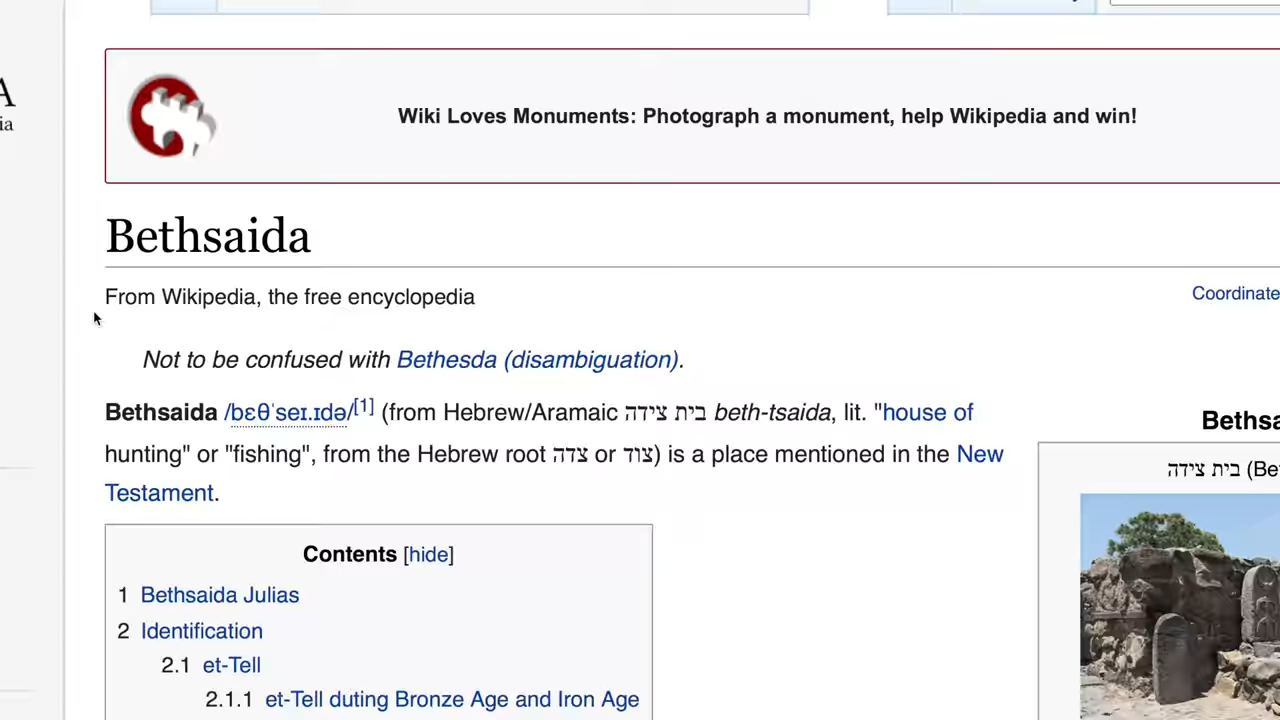 A
ia
Wiki Loves Monuments: Photograph a monument, help Wikipedia and win!
Bethsaida
From Wikipedia, the free encyclopedia
Coordinate
Not to be confused with Bethesda (disambiguation).
Bethsaida /bɛθˈseɪ.ɪdə/[1] (from Hebrew/Aramaic בית צידה beth-tsaida, lit. "house of
hunting" or "fishing", from the Hebrew root צדה or צוד) is a place mentioned in the New
Testament.
Bethsa
בית צידה (Be
Contents [hide]
1 Bethsaida Julias
2 Identification
2.1 et-Tell
2.1.1 et-Tell duting Bronze Age and Iron Age